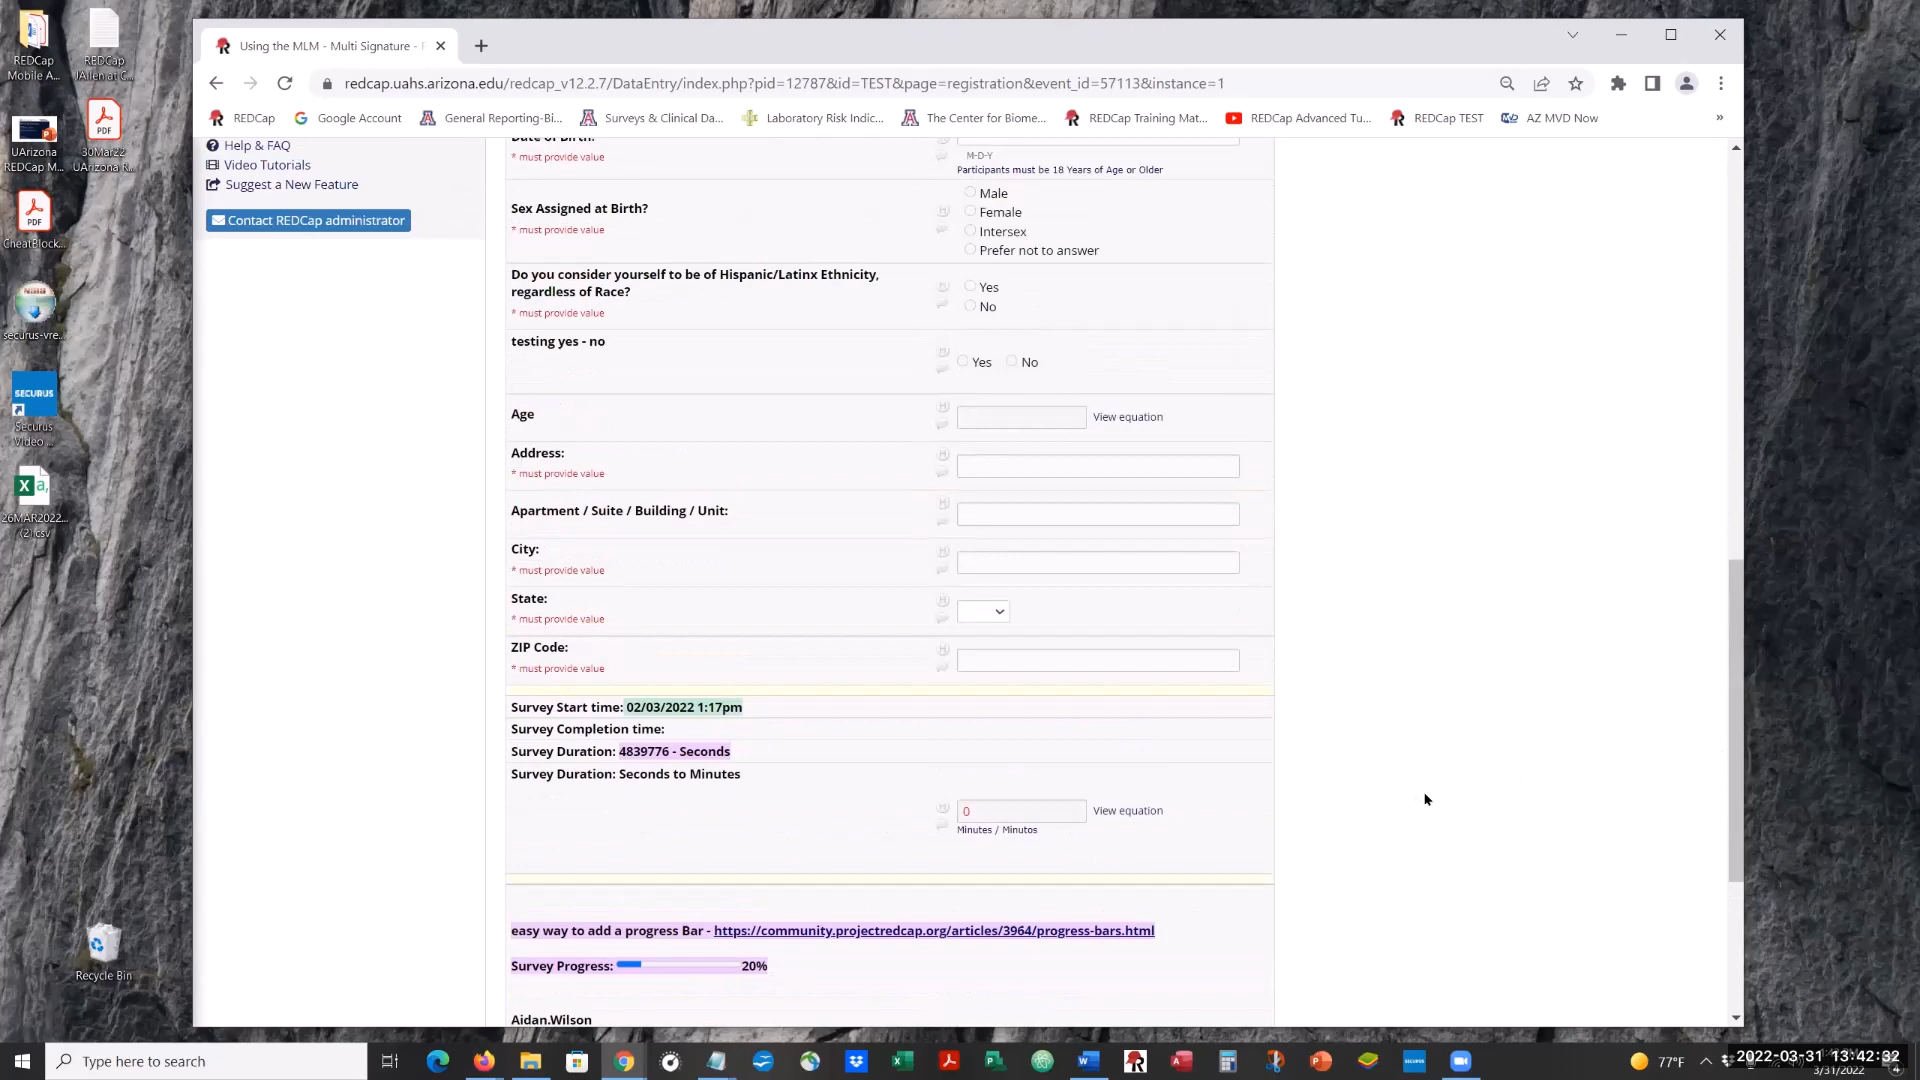 REDCap
Mobile A...
REDCap
UArizona
REDCap M...
PDF
30Mar22
UArizona R...
PDF
CheatBlock...
securus-vre...
SECURUS
Securus
Video ...
26MAR2022...
(2).csv
Recycle Bin
Using the MLM - Multi Signature -
redcap.uahs.arizona.edu/redcap_v12.2.7/DataEntry/index.php?pid=12787&id=TEST&page=registration&event_id=57113&instance=1
REDCap
Google Account
General Reporting-Bi...
Surveys & Clinical Da...
Laboratory Risk Indic...
The Center for Biome...
REDCap Training Mat...
REDCap Advanced Tu...
REDCap TEST
AZ MVD Now
»
Help & FAQ
Video Tutorials
Suggest a New Feature
Contact REDCap administrator
Date of Birth:
* must provide value
M-D-Y
Participants must be 18 Years of Age or Older
Sex Assigned at Birth?
* must provide value
Male
Female
Intersex
Prefer not to answer
Do you consider yourself to be of Hispanic/Latinx Ethnicity,
regardless of Race?
* must provide value
Yes
No
testing yes - no
Yes No
Age
View equation
Address:
* must provide value
Apartment / Suite / Building / Unit:
City:
* must provide value
State:
* must provide value
ZIP Code:
* must provide value
Survey Start time: 02/03/2022 1:17pm
Survey Completion time:
Survey Duration: 4839776 - Seconds
Survey Duration: Seconds to Minutes
0
View equation
Minutes / Minutos
easy way to add a progress Bar - https://community.projectredcap.org/articles/3964/progress-bars.html
Survey Progress: 20%
Aidan.Wilson
Type here to search
77°F
2022-03-31 13:42:32
3/31/2022
4